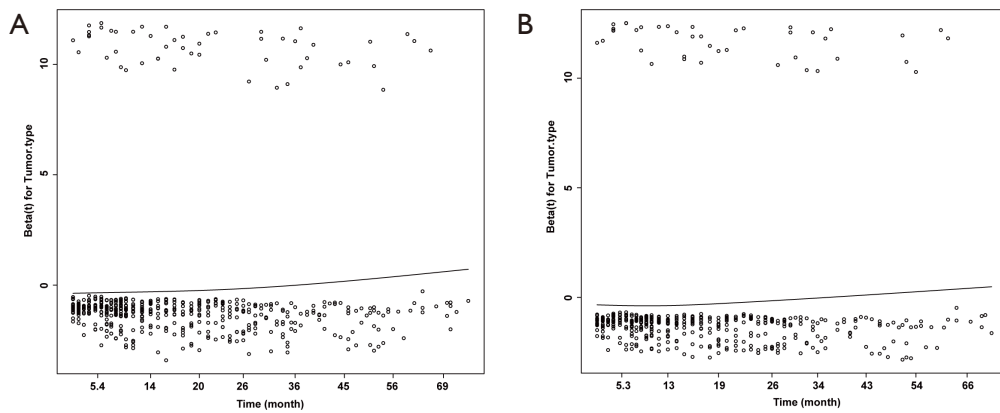 A
10
5
0
Beta(t) for Tumor.type
5.4 14 20 26 36 45 56 69
Time (month)
B
10
5
0
Beta(t) for Tumor.type
5.3 13 19 26 34 43 54 66
Time (month)